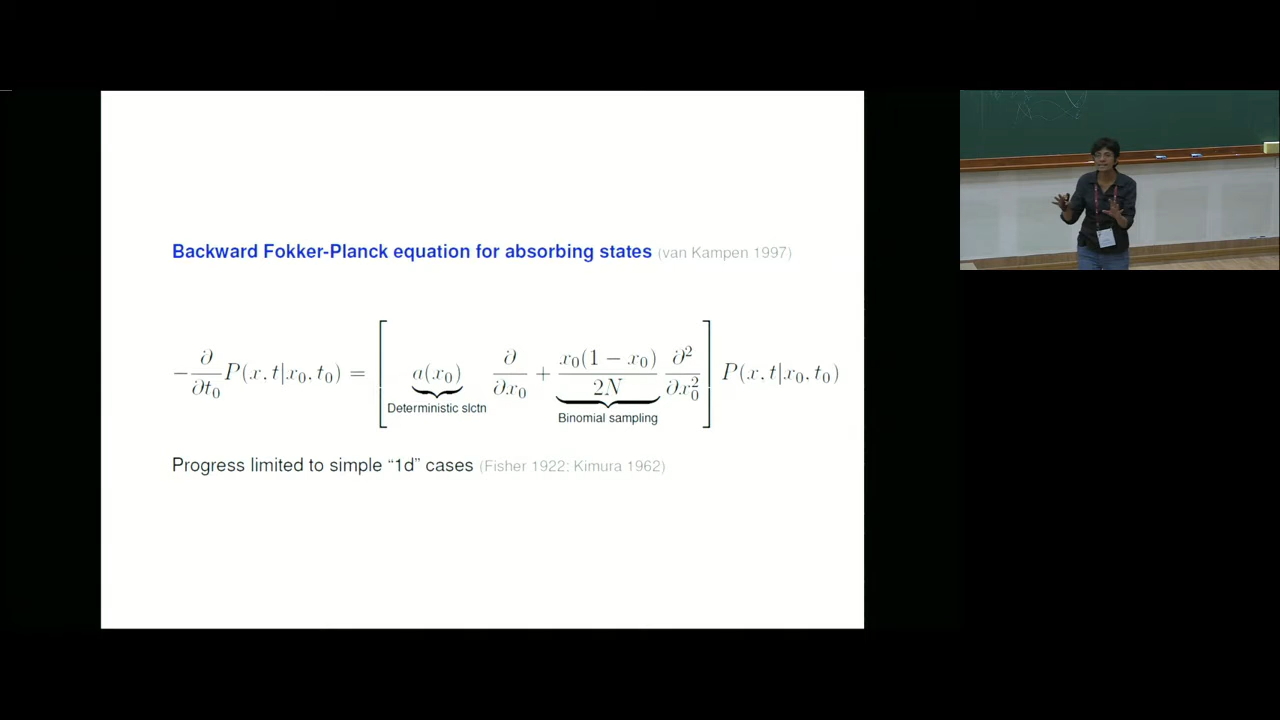 Backward Fokker-Planck equation for absorbing states (van Kampen 1997)
−∂/∂t₀ P(x, t|x₀, t₀) = [ a(x₀) ∂/∂x₀ + x₀(1 − x₀)/2N ∂²/∂x₀² ] P(x, t|x₀, t₀)
Deterministic slctn
Binomial sampling
Progress limited to simple “1d” cases (Fisher 1922; Kimura 1962)